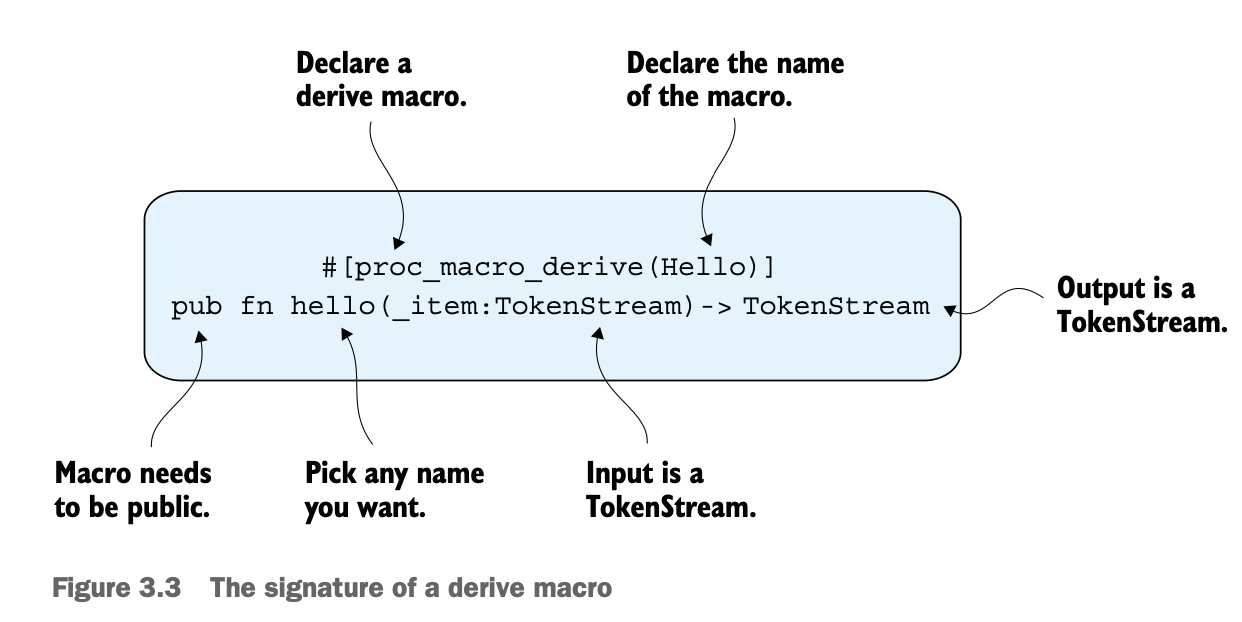 Declare a
derive macro.
Declare the name
of the macro.
#[proc_macro_derive(Hello)]
pub fn hello(_item:TokenStream)-> TokenStream
Output is a
TokenStream.
Macro needs
to be public.
Pick any name
you want.
Input is a
TokenStream.
Figure 3.3 The signature of a derive macro